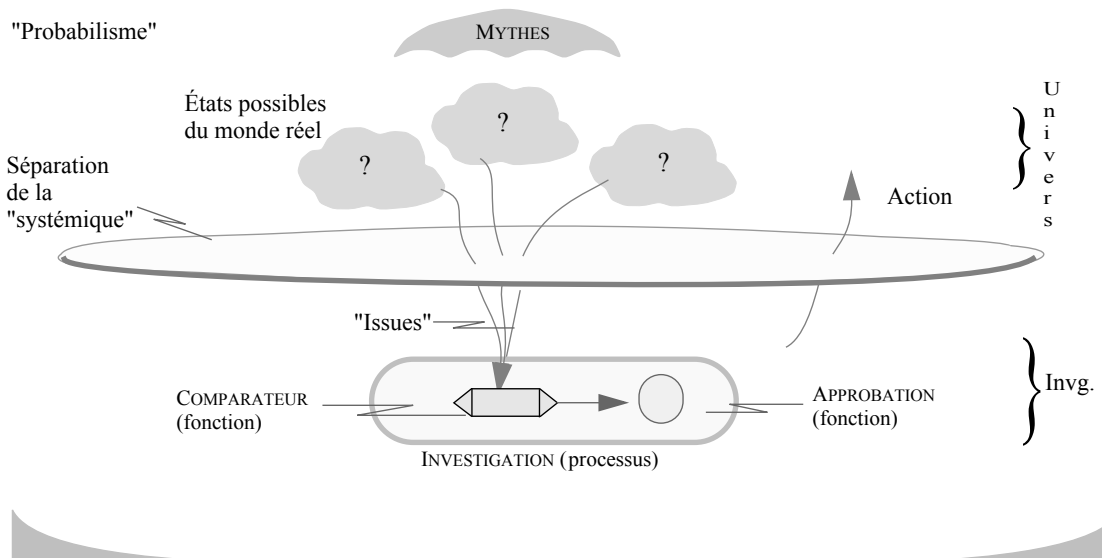 "Probabilisme"
MYTHES
États possibles
du monde réel
?
?
?
Univers
Séparation
de la
"systémique"
Action
"Issues"
COMPARATEUR
(fonction)
APPROBATION
(fonction)
Invg.
INVESTIGATION (processus)